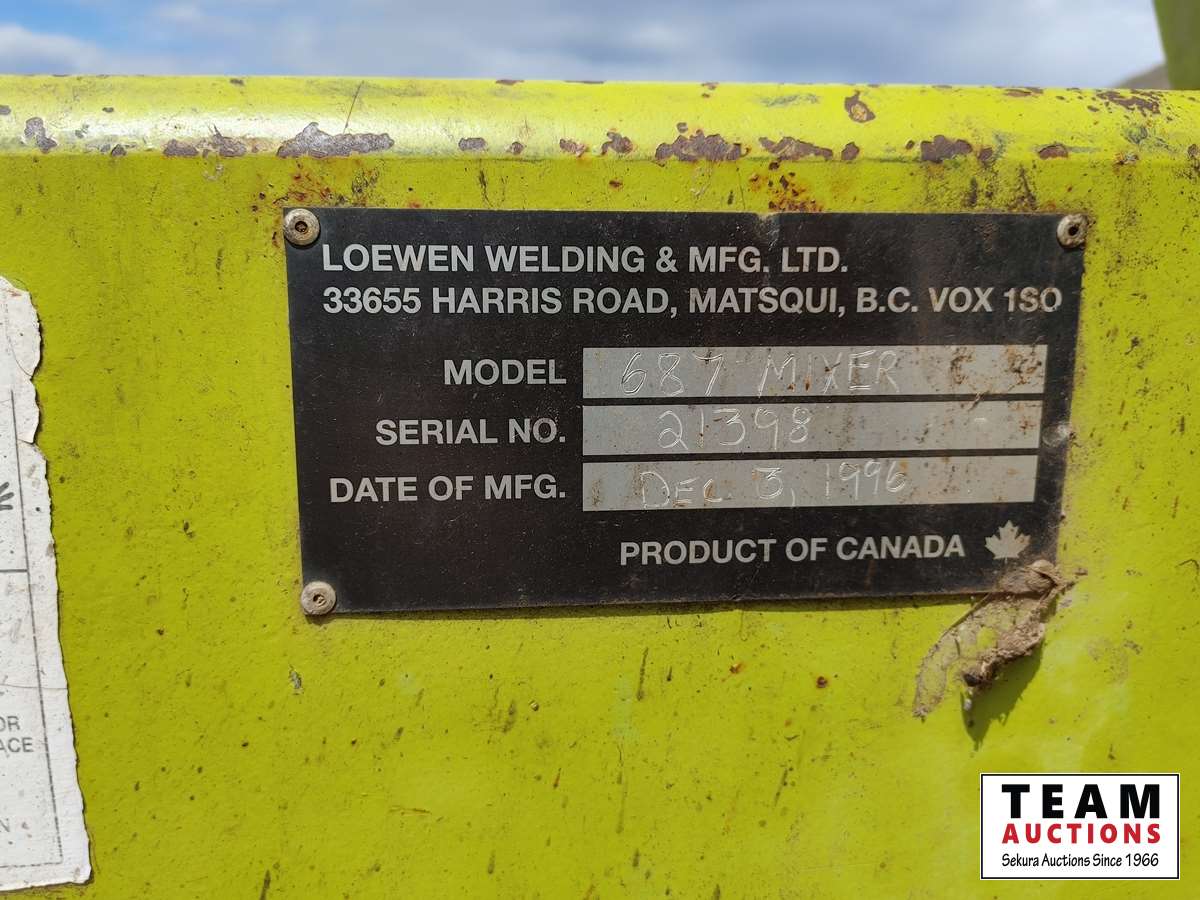 LOEWEN WELDING & MFG. LTD.
33655 HARRIS ROAD, MATSQUI, B.C. VOX 1SO
MODEL 687 MIXER
SERIAL NO. 21398
DATE OF MFG. DEC 3, 1996
PRODUCT OF CANADA
TEAM
AUCTIONS
Sekura Auctions Since 1966